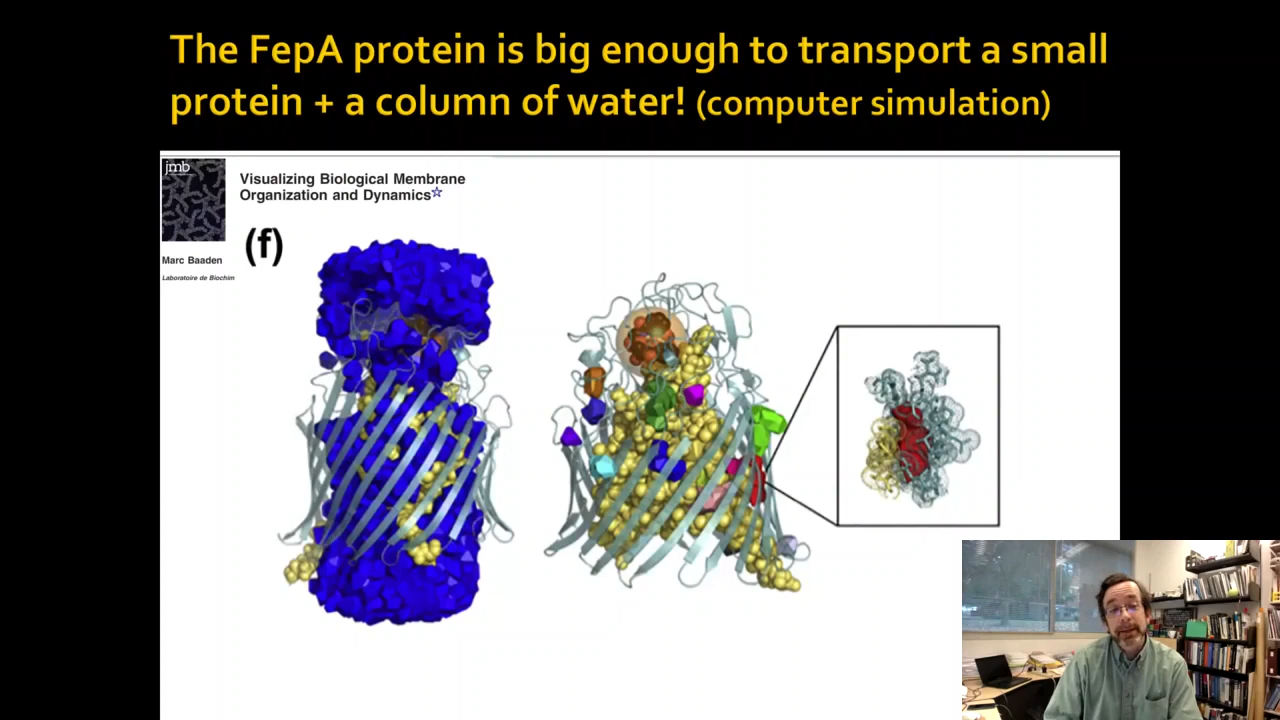 The FepA protein is big enough to transport a small
protein + a column of water! (computer simulation)
jmb
Visualizing Biological Membrane
Organization and Dynamics☆
(f)
Marc Baaden
Laboratoire de Biochim